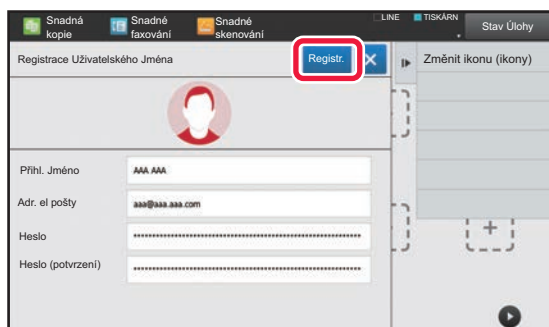 Snadná kopie
Snadné faxování
Snadné skenování
LINE
TISKÁRN
Stav Úlohy
Registrace Uživatelského Jména
Registr.
Změnit ikonu (ikony)
Přihl. Jméno
AAA AAA
Adr. el pošty
aaa@aaa.aaa.com
Heslo
Heslo (potvrzení)